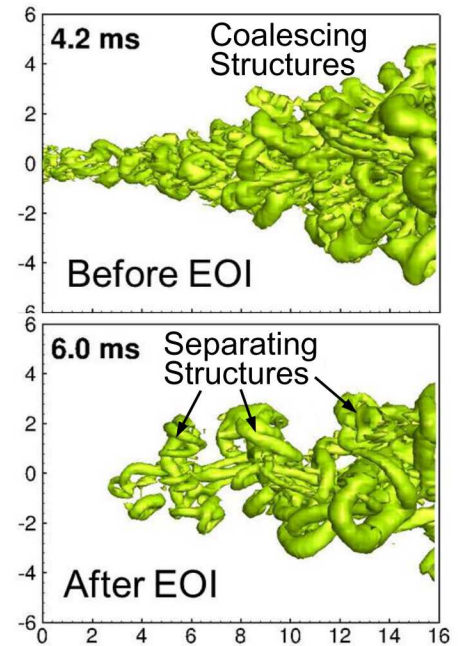 6
4.2 ms
Coalescing
Structures
4
2
0
-2
-4
Before EOI
-6
6
6.0 ms
Separating
Structures
4
2
0
-2
-4
After EOI
-6
0 2 4 6 8 10 12 14 16